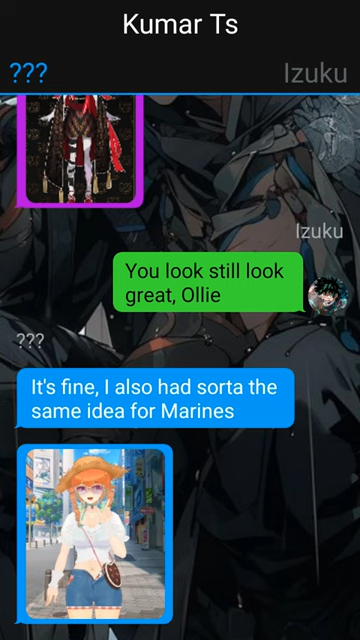 Kumar Ts
???
Izuku
Izuku
You look still look
great, Ollie
???
It's fine, I also had sorta the
same idea for Marines